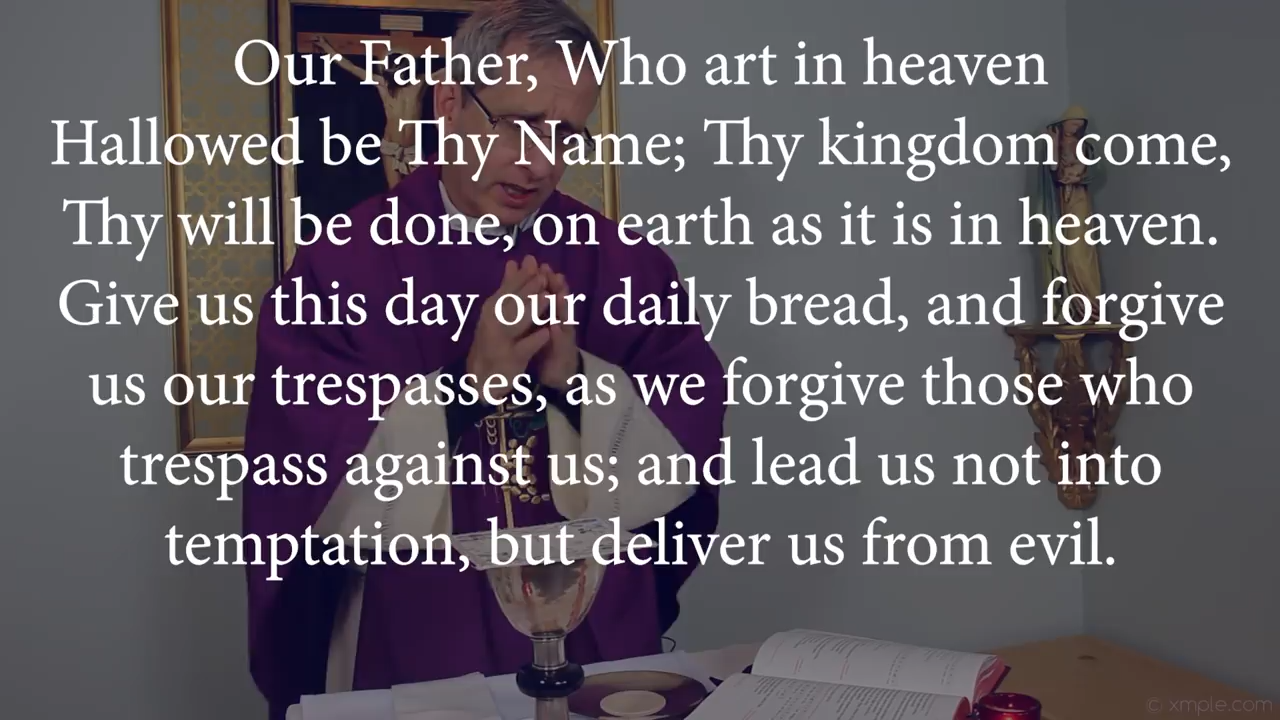 Our Father, Who art in heaven
Hallowed be Thy Name; Thy kingdom come,
Thy will be done, on earth as it is in heaven.
Give us this day our daily bread, and forgive
us our trespasses, as we forgive those who
trespass against us; and lead us not into
temptation, but deliver us from evil.
© xmple.com